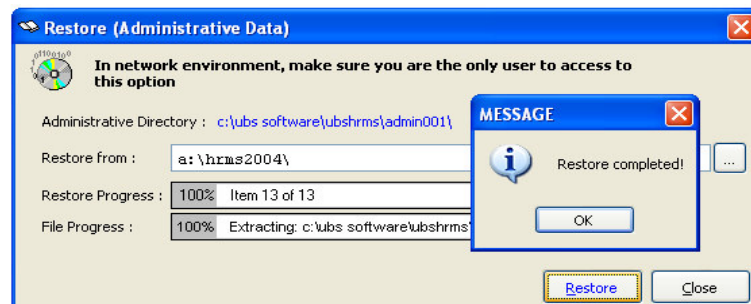 Restore (Administrative Data)
In network environment, make sure you are the only user to access to
this option
Administrative Directory : c:\ubs software\ubshrms\admin001\
MESSAGE
Restore completed!
OK
Restore from : a:\hrms2004\ ...
Restore Progress : 100% Item 13 of 13
File Progress : 100% Extracting: c:\ubs software\ubshrms\
Restore Close